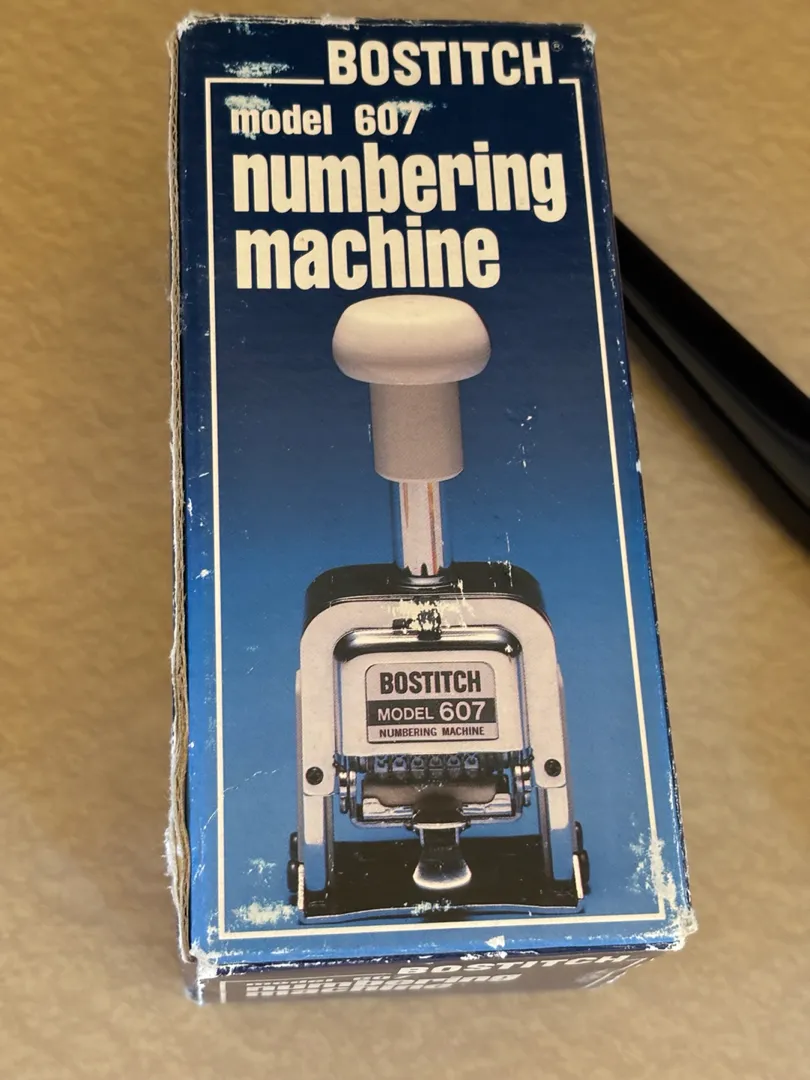 BOSTITCH®
model 607
numbering
machine
BOSTITCH
MODEL 607
NUMBERING MACHINE
BOSTITCH